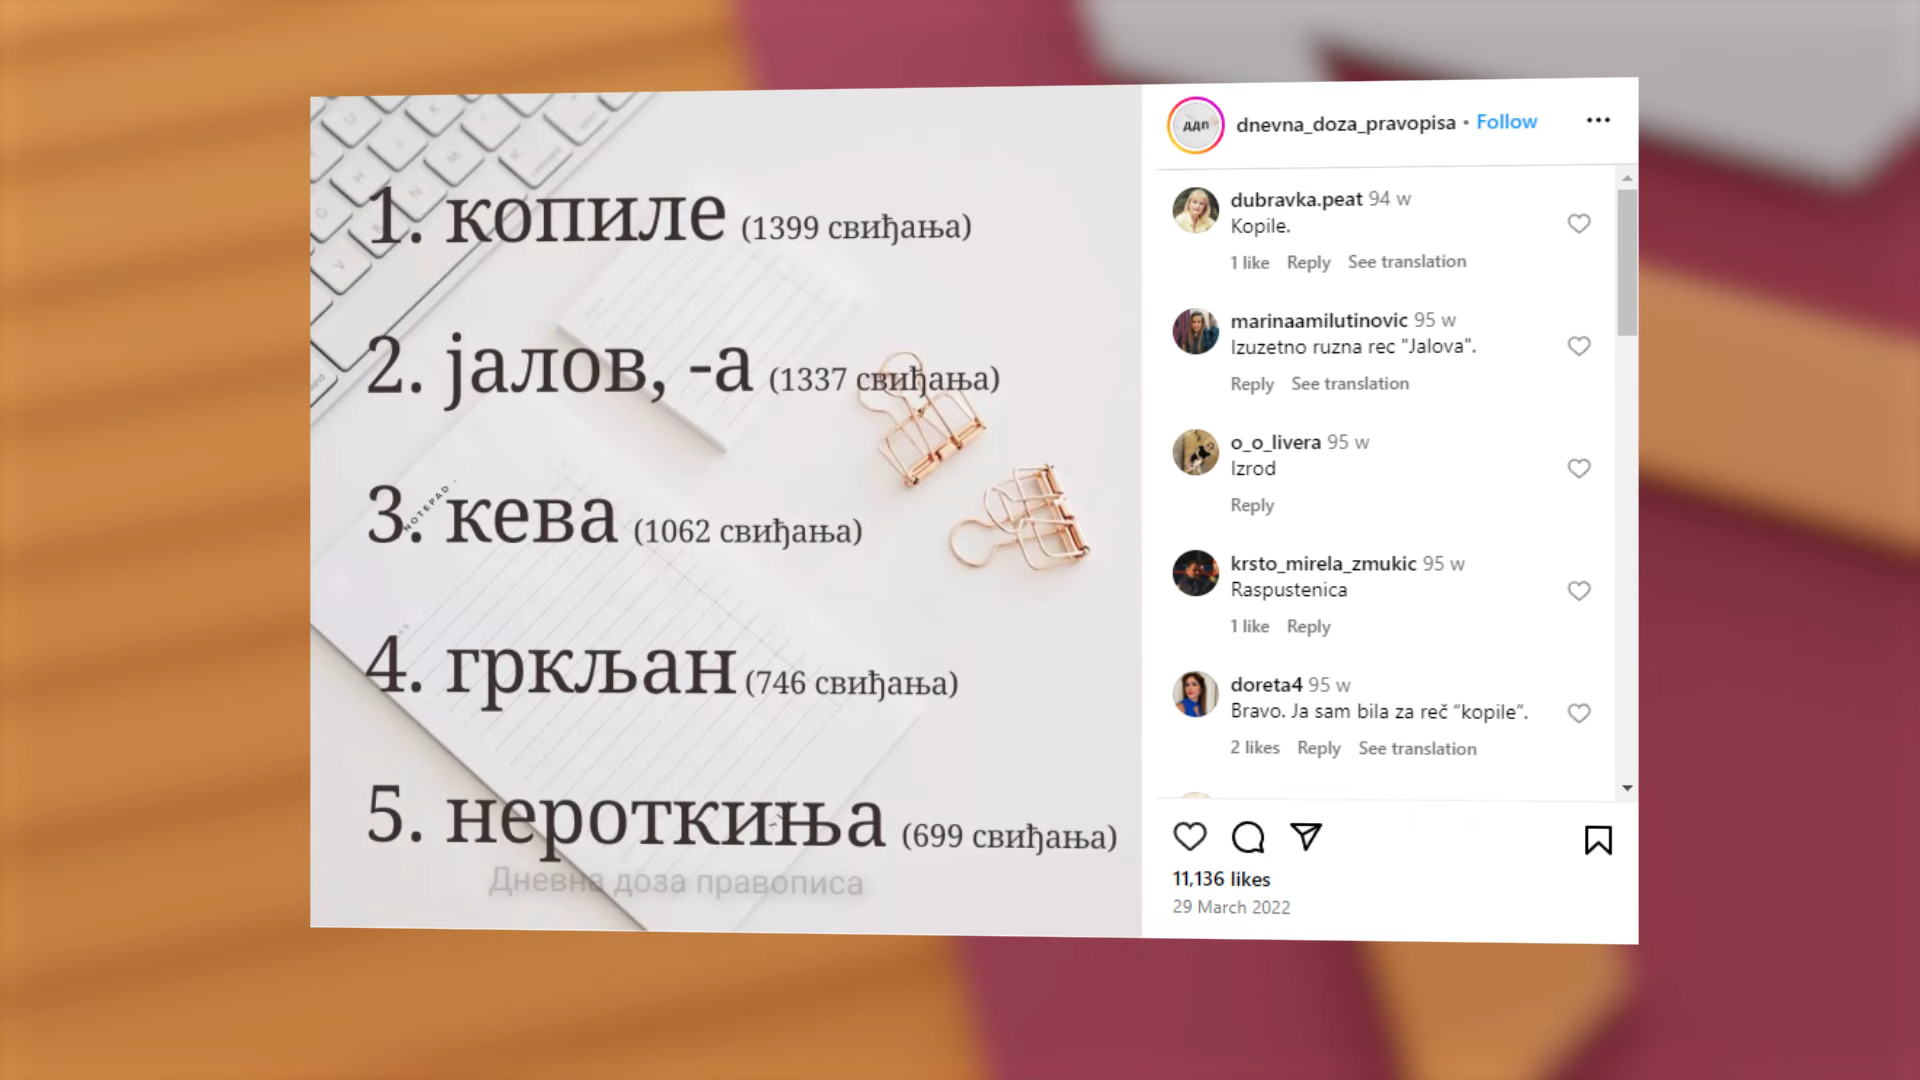 1. копиле (1399 свиђања)
2. јалов, -а (1337 свиђања)
3. кева (1062 свиђања)
4. гркљан (746 свиђања)
5. нероткиња (699 свиђања)
Дневна доза правописа
NOTEPAD
ддп
dnevna_doza_pravopisa • Follow
dubravka.peat 94 w
Kopile.
1 like Reply See translation
marinaamilutinovic 95 w
Izuzetno ruzna rec "Jalova".
Reply See translation
o_o_livera 95 w
Izrod
Reply
krsto_mirela_zmukic 95 w
Raspustenica
1 like Reply
doreta4 95 w
Bravo. Ja sam bila za reč “kopile”.
2 likes Reply See translation
11,136 likes
29 March 2022